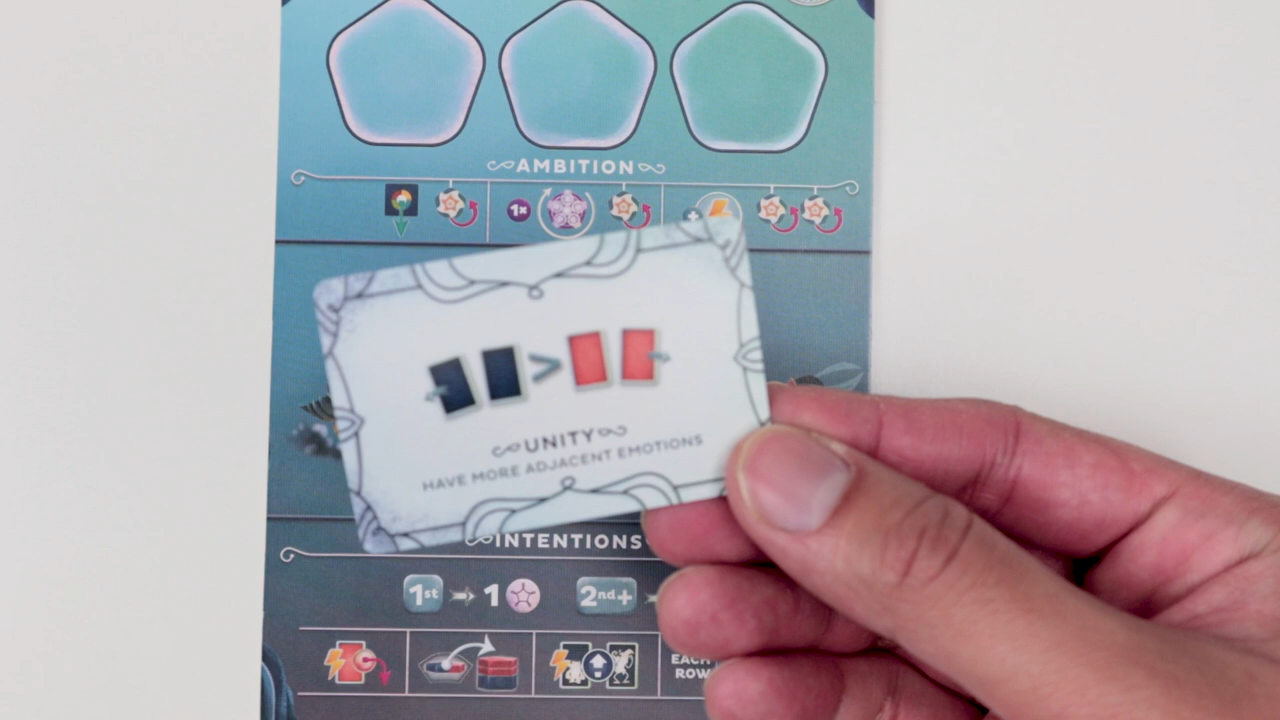 AMBITION
1x
+
>
UNITY
HAVE MORE ADJACENT EMOTIONS
INTENTIONS
1st 1 2nd+
EACH
ROW